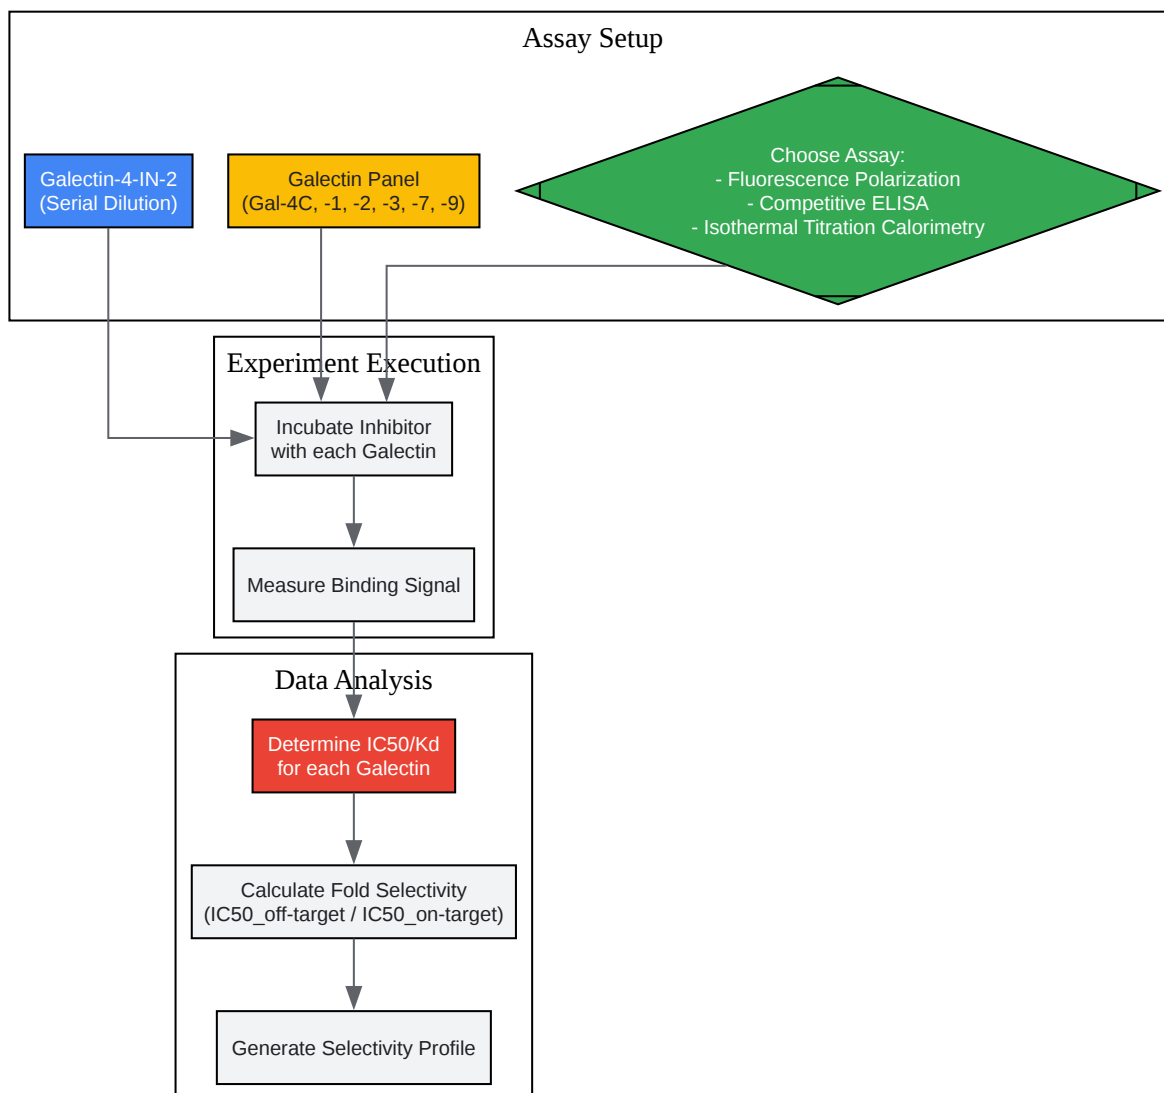 Assay Setup
Galectin-4-IN-2
(Serial Dilution)
Galectin Panel
(Gal-4C, -1, -2, -3, -7, -9)
Choose Assay:
- Fluorescence Polarization
- Competitive ELISA
- Isothermal Titration Calorimetry
Experiment Execution
Incubate Inhibitor
with each Galectin
Measure Binding Signal
Data Analysis
Determine IC50/Kd
for each Galectin
Calculate Fold Selectivity
(IC50_off-target / IC50_on-target)
Generate Selectivity Profile